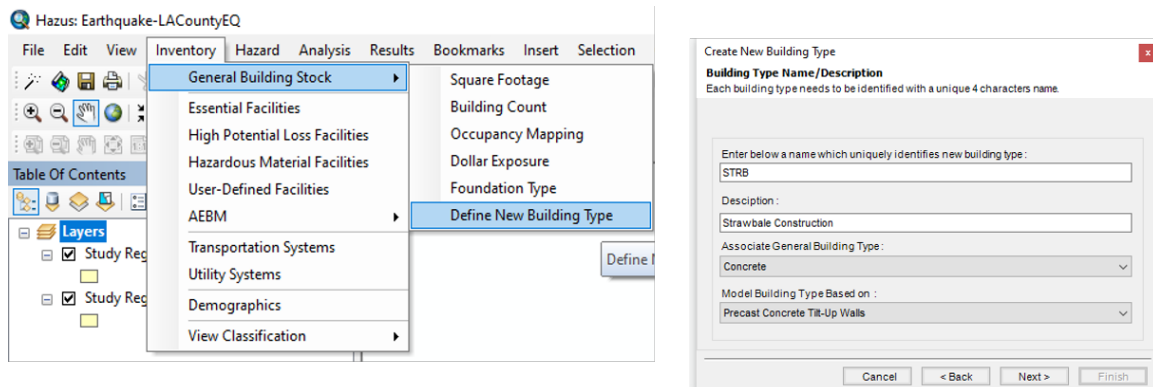 Hazus: Earthquake-LACountyEQ
File Edit View Inventory Hazard Analysis Results Bookmarks Insert Selection
General Building Stock
Essential Facilities
High Potential Loss Facilities
Hazardous Material Facilities
User-Defined Facilities
AEBM
Transportation Systems
Utility Systems
Demographics
View Classification
Square Footage
Building Count
Occupancy Mapping
Dollar Exposure
Foundation Type
Define New Building Type
Define
Table Of Contents
Layers
Study Reg
Study Reg
Create New Building Type
x
Building Type Name/Description
Each building type needs to be identified with a unique 4 characters name.
Enter below a name which uniquely identifies new building type :
STRB
Desciption :
Strawbale Construction
Associate General Building Type :
Concrete
Model Building Type Based on :
Precast Concrete Tilt-Up Walls
Cancel < Back Next > Finish